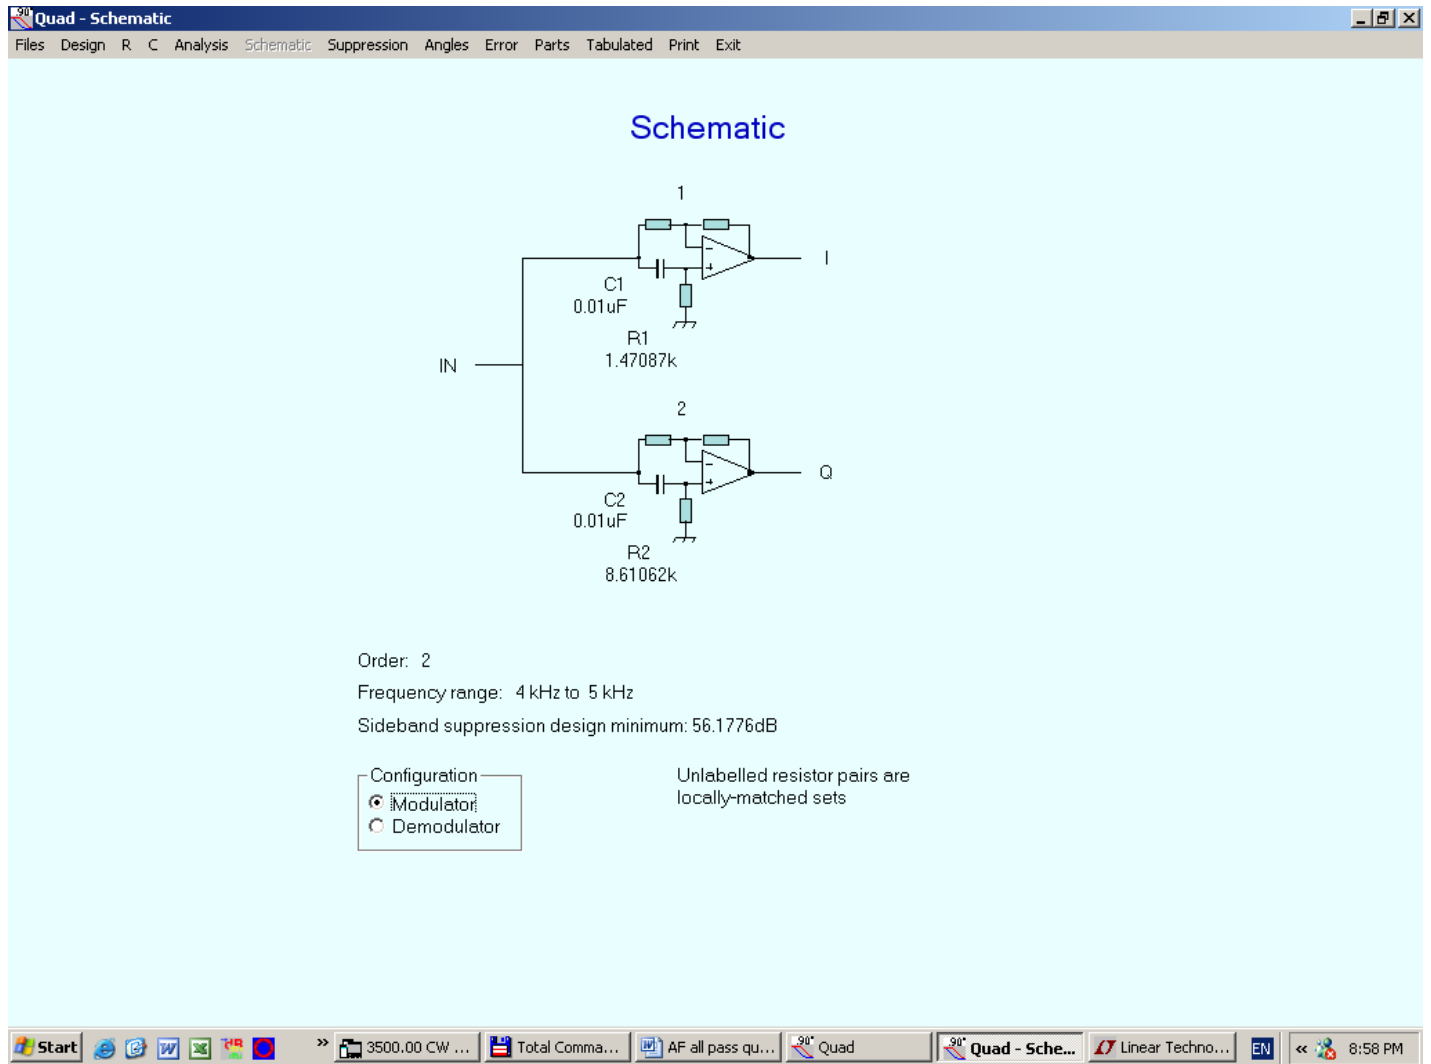 Quad - Schematic
Files Design R C Analysis Schematic Suppression Angles Error Parts Tabulated Print Exit
Schematic
1
-
+
I
C1
0.01uF
R1
1.47087k
IN
2
-
+
Q
C2
0.01uF
R2
8.61062k
Order: 2
Frequency range: 4 kHz to 5 kHz
Sideband suppression design minimum: 56.1776dB
Configuration
Modulator
Demodulator
Unlabelled resistor pairs are
locally-matched sets
Start » 3500.00 CW ... Total Comma... AF all pass qu... Quad Quad - Sche... Linear Techno... EN « 8:58 PM